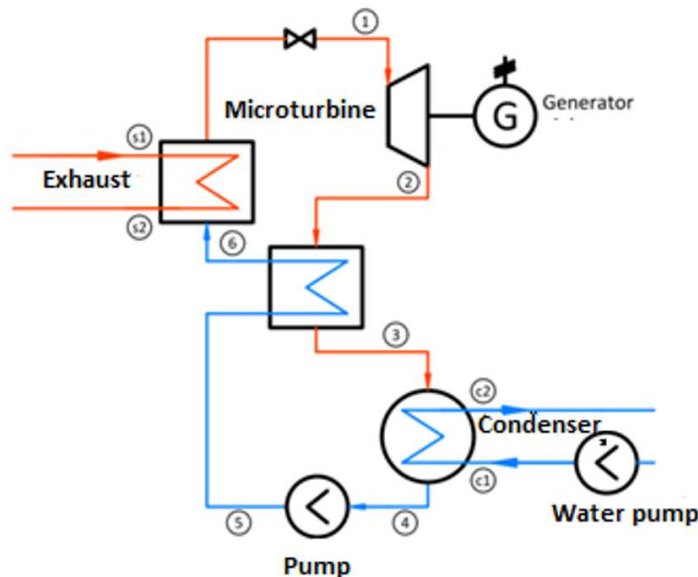 1
Microturbine
G
Generator
s1
Exhaust
2
s2
6
3
c2
Condenser
c1
5
4
Water pump
Pump